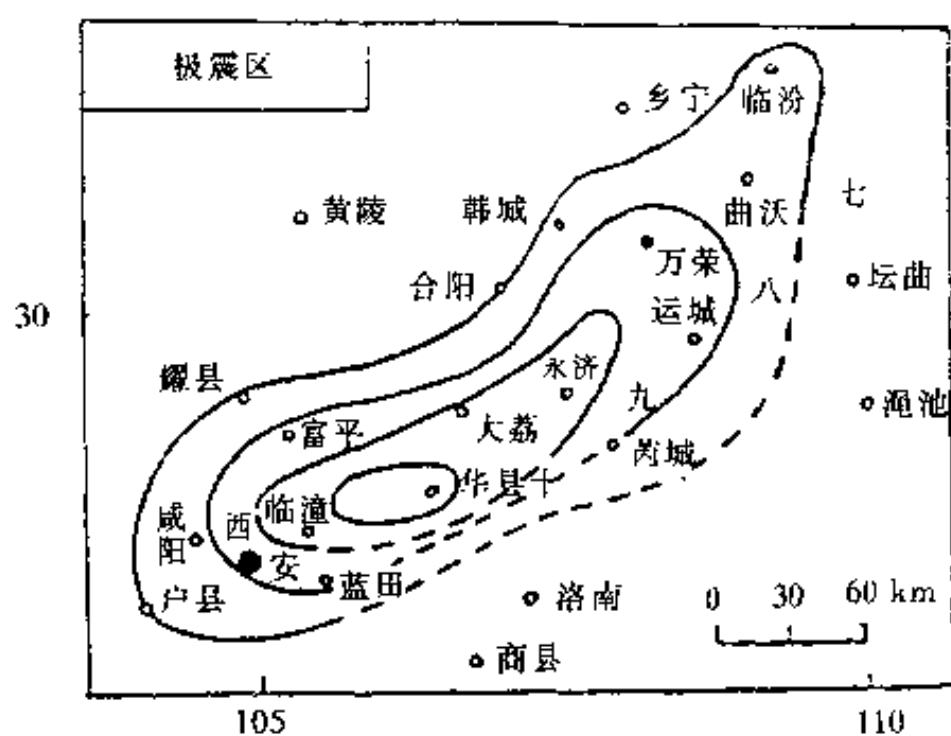 极震区
乡宁
临汾
黄陵
韩城
曲沃
七
合阳
万荣
八
坛曲
30
运城
耀县
永济
九
渑池
富平
大荔
芮城
临潼
华县十
咸阳
西安
户县
蓝田
洛南
0 30 60 km
商县
105
110